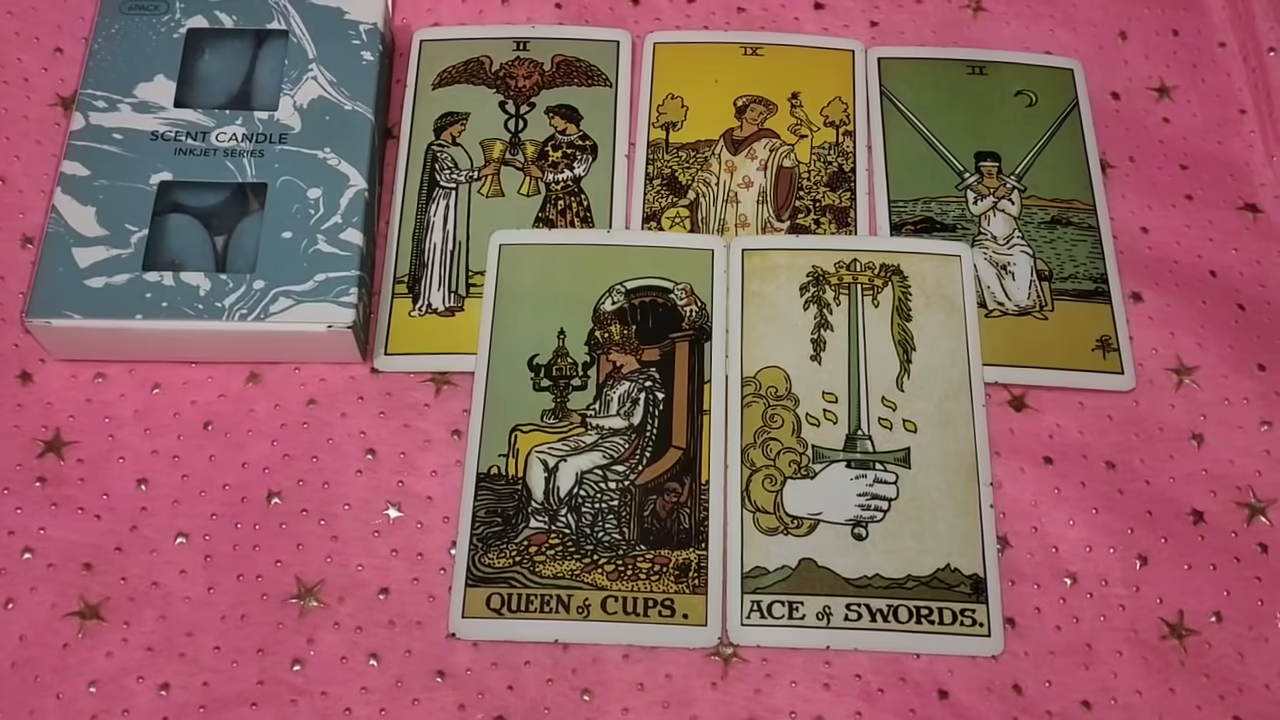 6PACK
SCENT CANDLE
INKJET SERIES
II
IX
II
QUEEN of CUPS.
ACE of SWORDS.